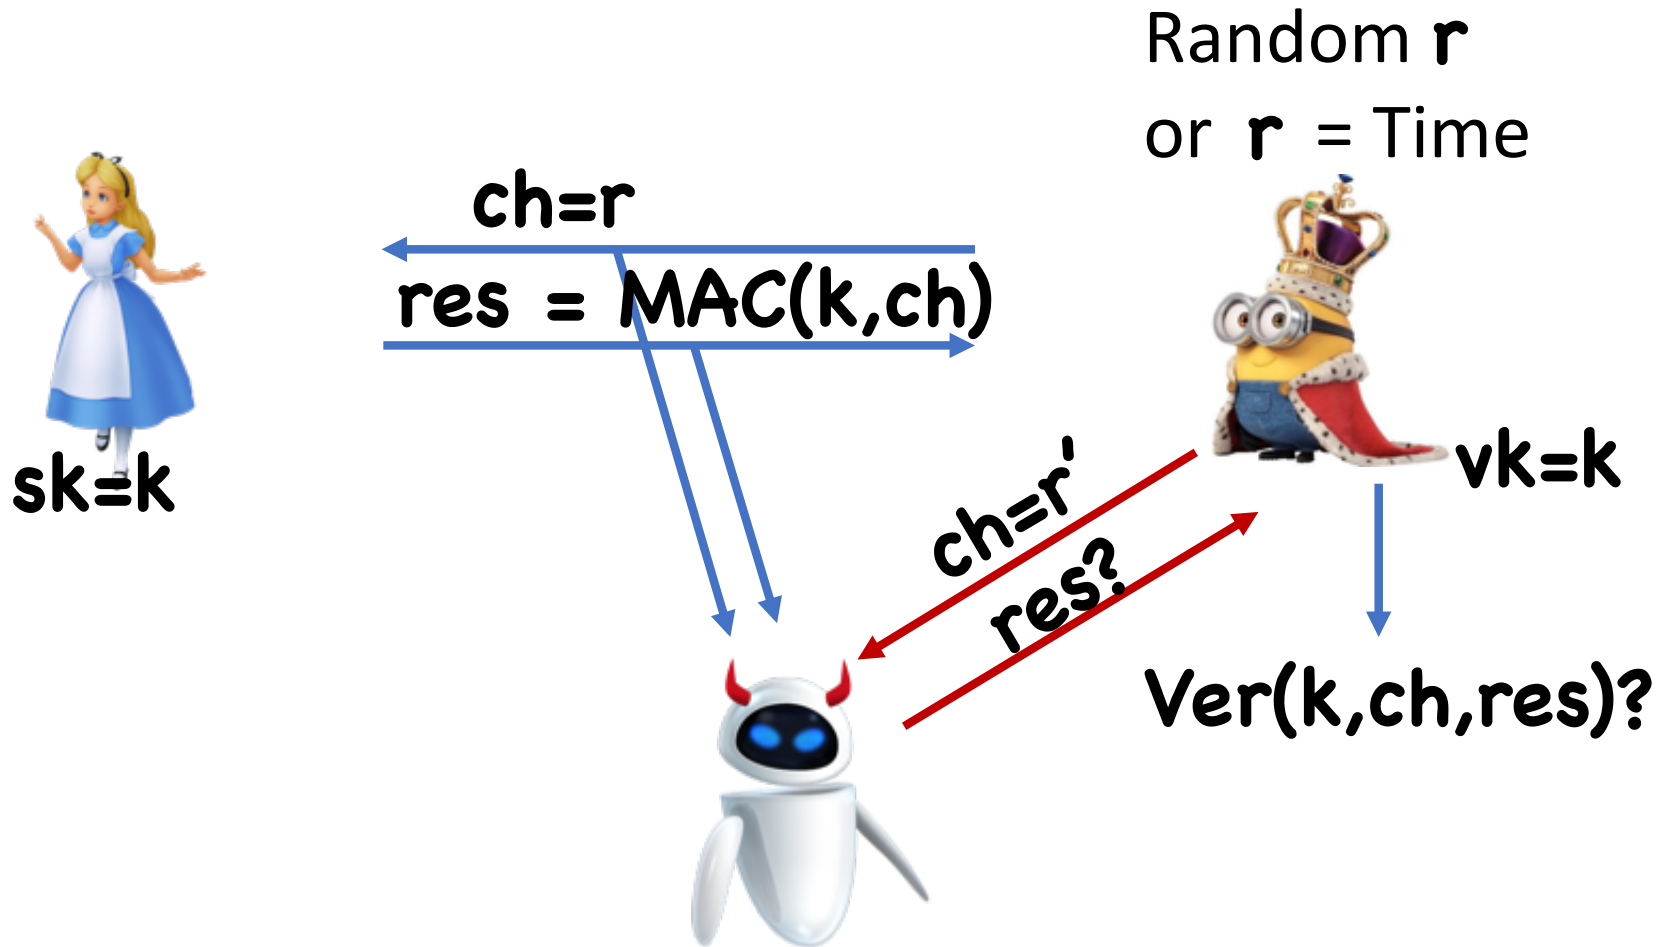 Random r
or r = Time
ch=r
res = MAC(k,ch)
sk=k
vk=k
ch=r'
res?
Ver(k,ch,res)?